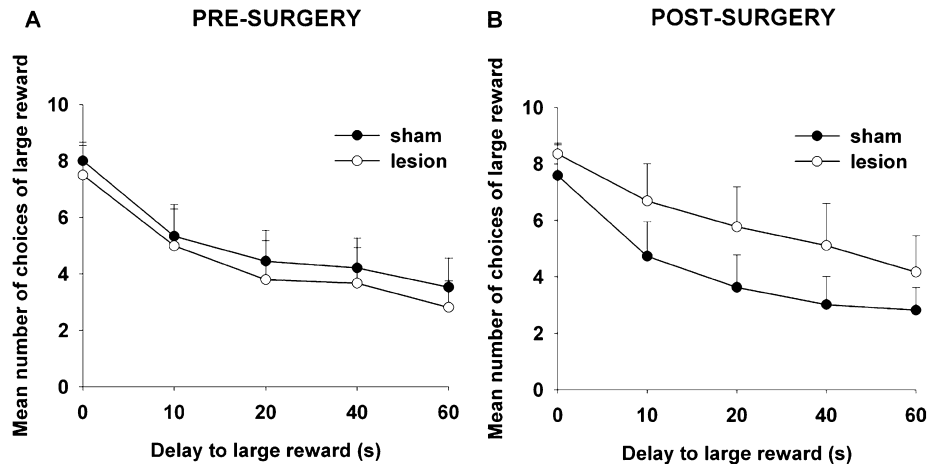 A
PRE-SURGERY
Mean number of choices of large reward
10
8
6
4
2
0
sham
lesion
0 10 20 40 60
Delay to large reward (s)
B
POST-SURGERY
Mean number of choices of large reward
10
8
6
4
2
0
sham
lesion
0 10 20 40 60
Delay to large reward (s)